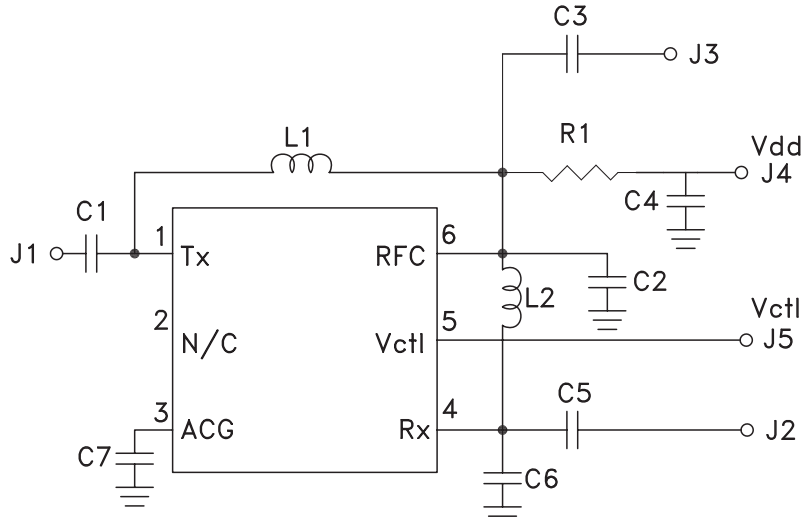 C3
J3
L1
R1
Vdd
J4
C4
C1
J1
1
Tx
RFC
6
C2
L2
2
N/C
Vctl
5
Vctl
J5
3
ACG
Rx
4
C5
J2
C7
C6